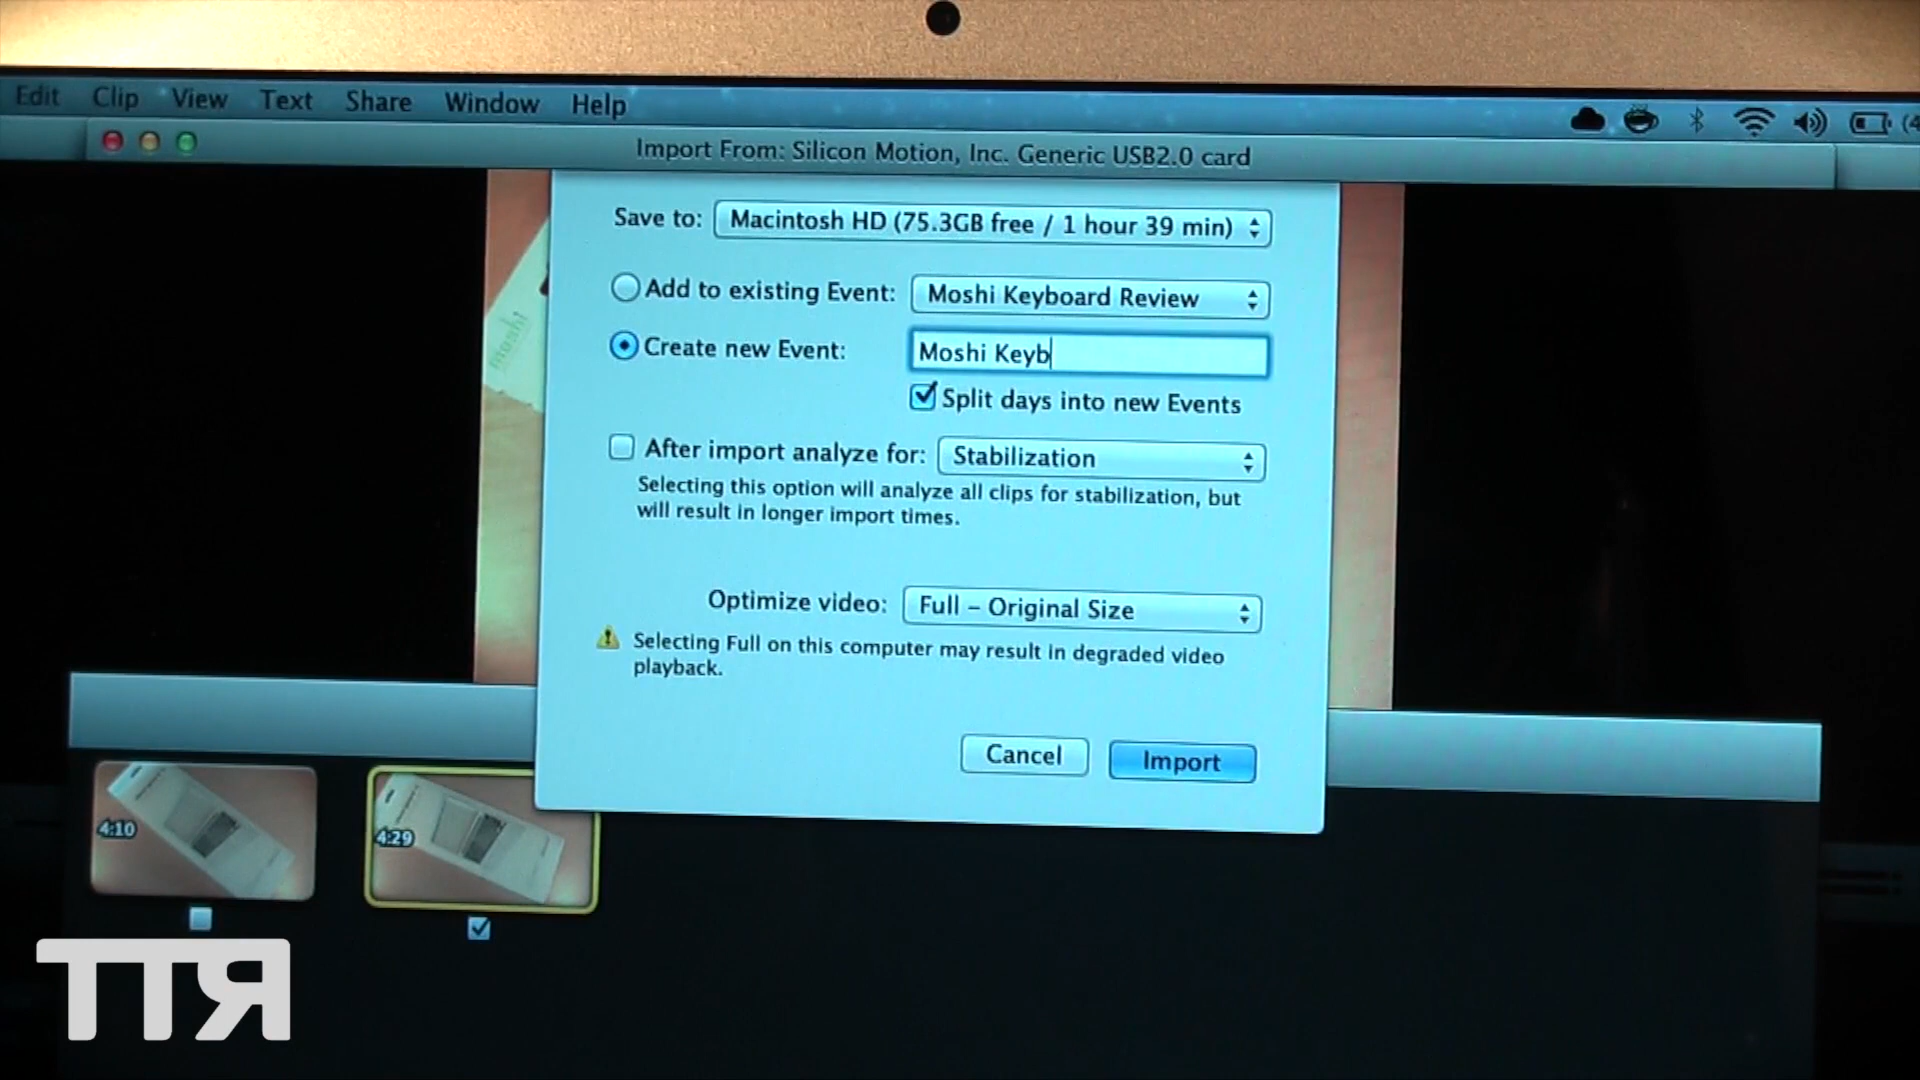 Edit Clip View Text Share Window Help
Import From: Silicon Motion, Inc. Generic USB2.0 card
Save to: Macintosh HD (75.3GB free / 1 hour 39 min)
Add to existing Event: Moshi Keyboard Review
Create new Event: Moshi Keyb
Split days into new Events
After import analyze for: Stabilization
Selecting this option will analyze all clips for stabilization, but
will result in longer import times.
Optimize video: Full – Original Size
Selecting Full on this computer may result in degraded video
playback.
Cancel Import
moshi
4:10
4:29
TTЯ